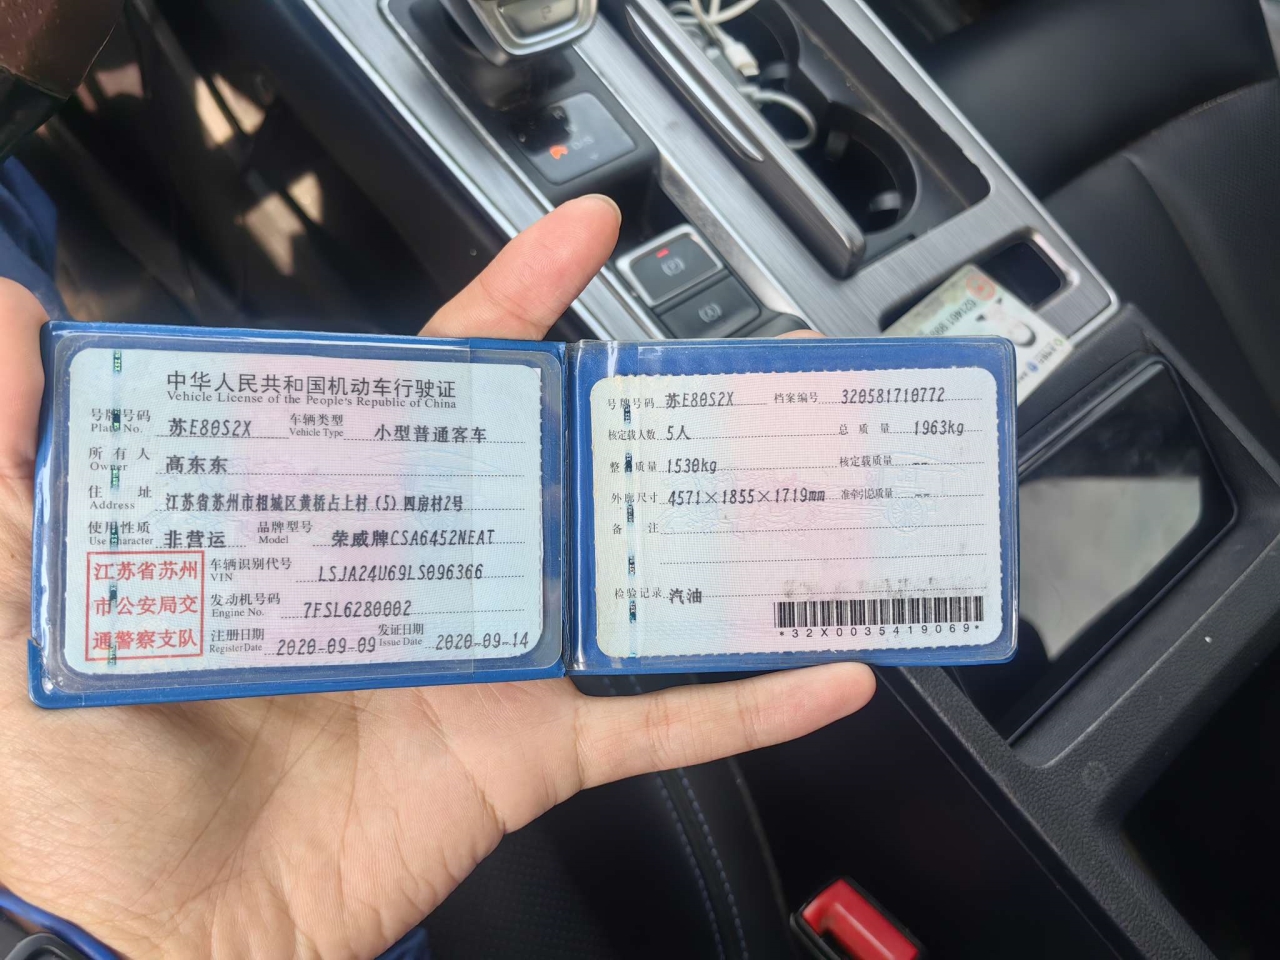 中华人民共和国机动车行驶证
Vehicle License of the People's Republic of China
号牌号码 苏E80S2X 车辆类型 小型普通客车
Plate No. Vehicle Type
所有人 高东东
Owner
住址 江苏省苏州市相城区黄桥占上村(5)四房村2号
Address
使用性质 非营运 品牌型号 荣威牌CSA6452NEAT
Use Character Model
江苏省苏州
市公安局交
通警察支队
车辆识别代号 LSJA24U69LS096366
VIN
发动机号码 7FSL6280002
Engine No.
注册日期 2020-09-09 发证日期 2020-09-14
Register Date Issue Date
号牌号码 苏E80S2X 档案编号 320581710772
核定载人数 5人 总质量 1963kg
整备质量 1530kg 核定载质量 --
外廓尺寸 4571×1855×1719mm 准牵引总质量 --
备注
检验记录 汽油
*32X0035419069*
(P)
(A)